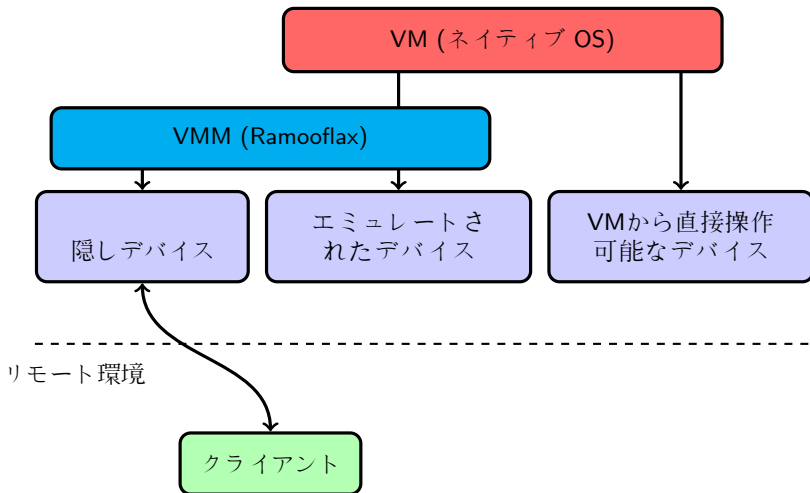 VM (ネイティブ OS)
VMM (Ramooflax)
隠しデバイス
エミュレートさ
れたデバイス
VMから直接操作
可能なデバイス
リモート環境
クライアント